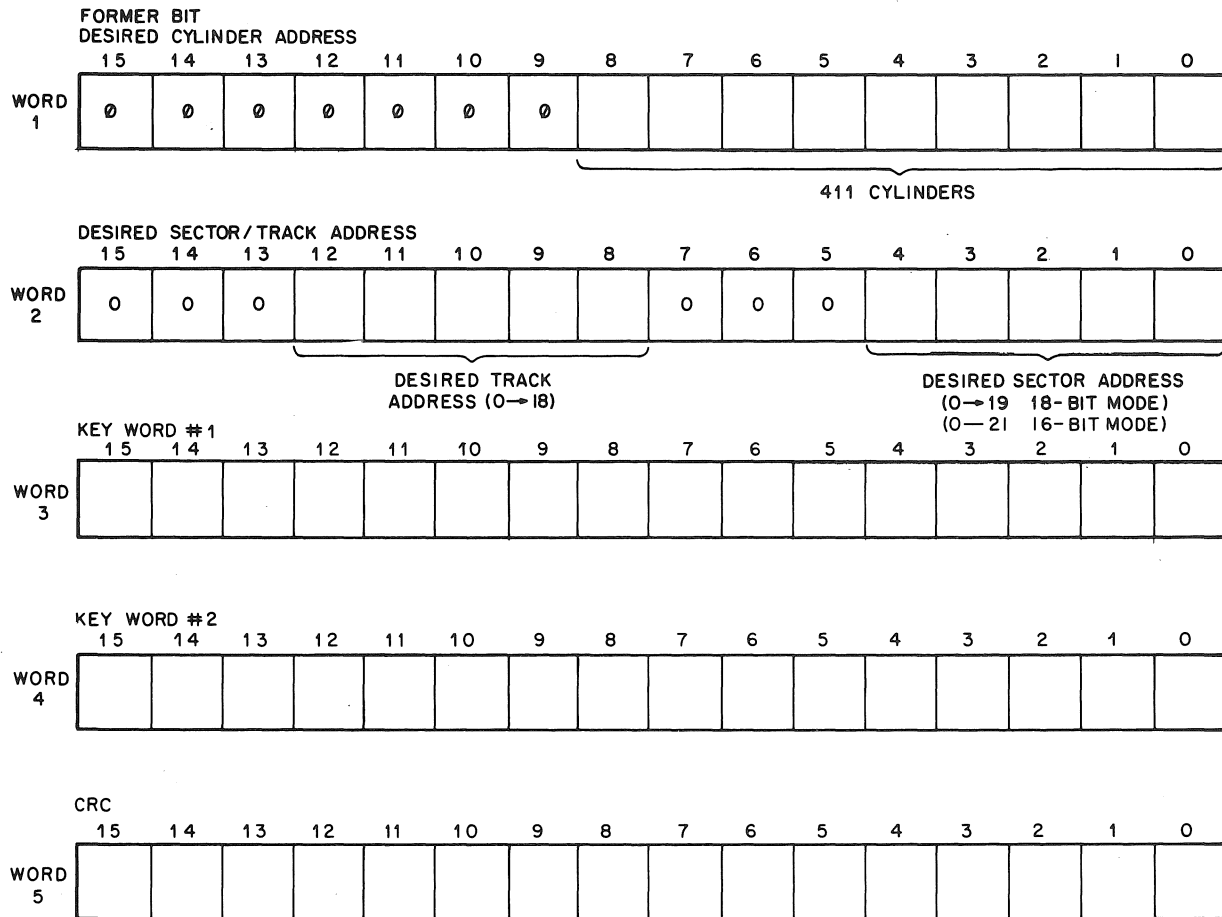 FORMER BIT
DESIRED CYLINDER ADDRESS
15 14 13 12 11 10 9 8 7 6 5 4 3 2 1 0
WORD 1
0 0 0 0 0 0 0
411 CYLINDERS
DESIRED SECTOR/TRACK ADDRESS
15 14 13 12 11 10 9 8 7 6 5 4 3 2 1 0
WORD 2
0 0 0 0 0 0
DESIRED TRACK
ADDRESS (0→18)
DESIRED SECTOR ADDRESS
(0→19 18-BIT MODE)
(0—21 16-BIT MODE)
KEY WORD #1
15 14 13 12 11 10 9 8 7 6 5 4 3 2 1 0
WORD 3
KEY WORD #2
15 14 13 12 11 10 9 8 7 6 5 4 3 2 1 0
WORD 4
CRC
15 14 13 12 11 10 9 8 7 6 5 4 3 2 1 0
WORD 5